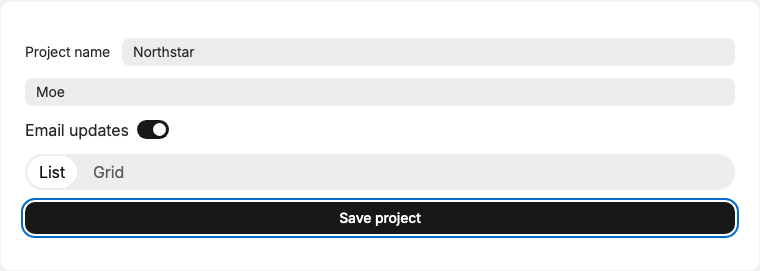 Project name Northstar
Moe
Email updates
List Grid
Save project